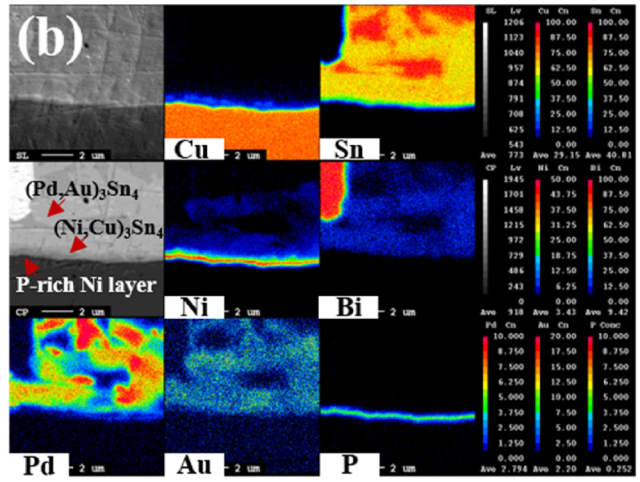 (b)
SL 2 um
Cu 2 um
Sn 2 um
SL Lv Cu Cn Sn Cn
1206 100.00 100.00
1123 87.50 87.50
1040 75.00 75.00
957 62.50 62.50
874 50.00 50.00
791 37.50 37.50
708 25.00 25.00
625 12.50 12.50
543 0.00 0.00
Ave 773 Ave 29.15 Ave 40.81
(Pd,Au)3Sn4
(Ni,Cu)3Sn4
P-rich Ni layer
CP 2 um
Ni 2 um
Bi 2 um
CP Lv Ni Cn Bi Cn
1945 50.00 100.00
1701 43.75 87.50
1458 37.50 75.00
1215 31.25 62.50
972 25.00 50.00
729 18.75 37.50
486 12.50 25.00
243 6.25 12.50
0 0.00 0.00
Ave 918 Ave 3.43 Ave 9.42
Pd 2 um
Au 2 um
P 2 um
Pd Cn Au Cn P Conc
10.000 20.00 10.000
8.750 17.50 8.750
7.500 15.00 7.500
6.250 12.50 6.250
5.000 10.00 5.000
3.750 7.50 3.750
2.500 5.00 2.500
1.250 2.50 1.250
0.000 0.00 0.000
Ave 2.794 Ave 2.20 Ave 0.252